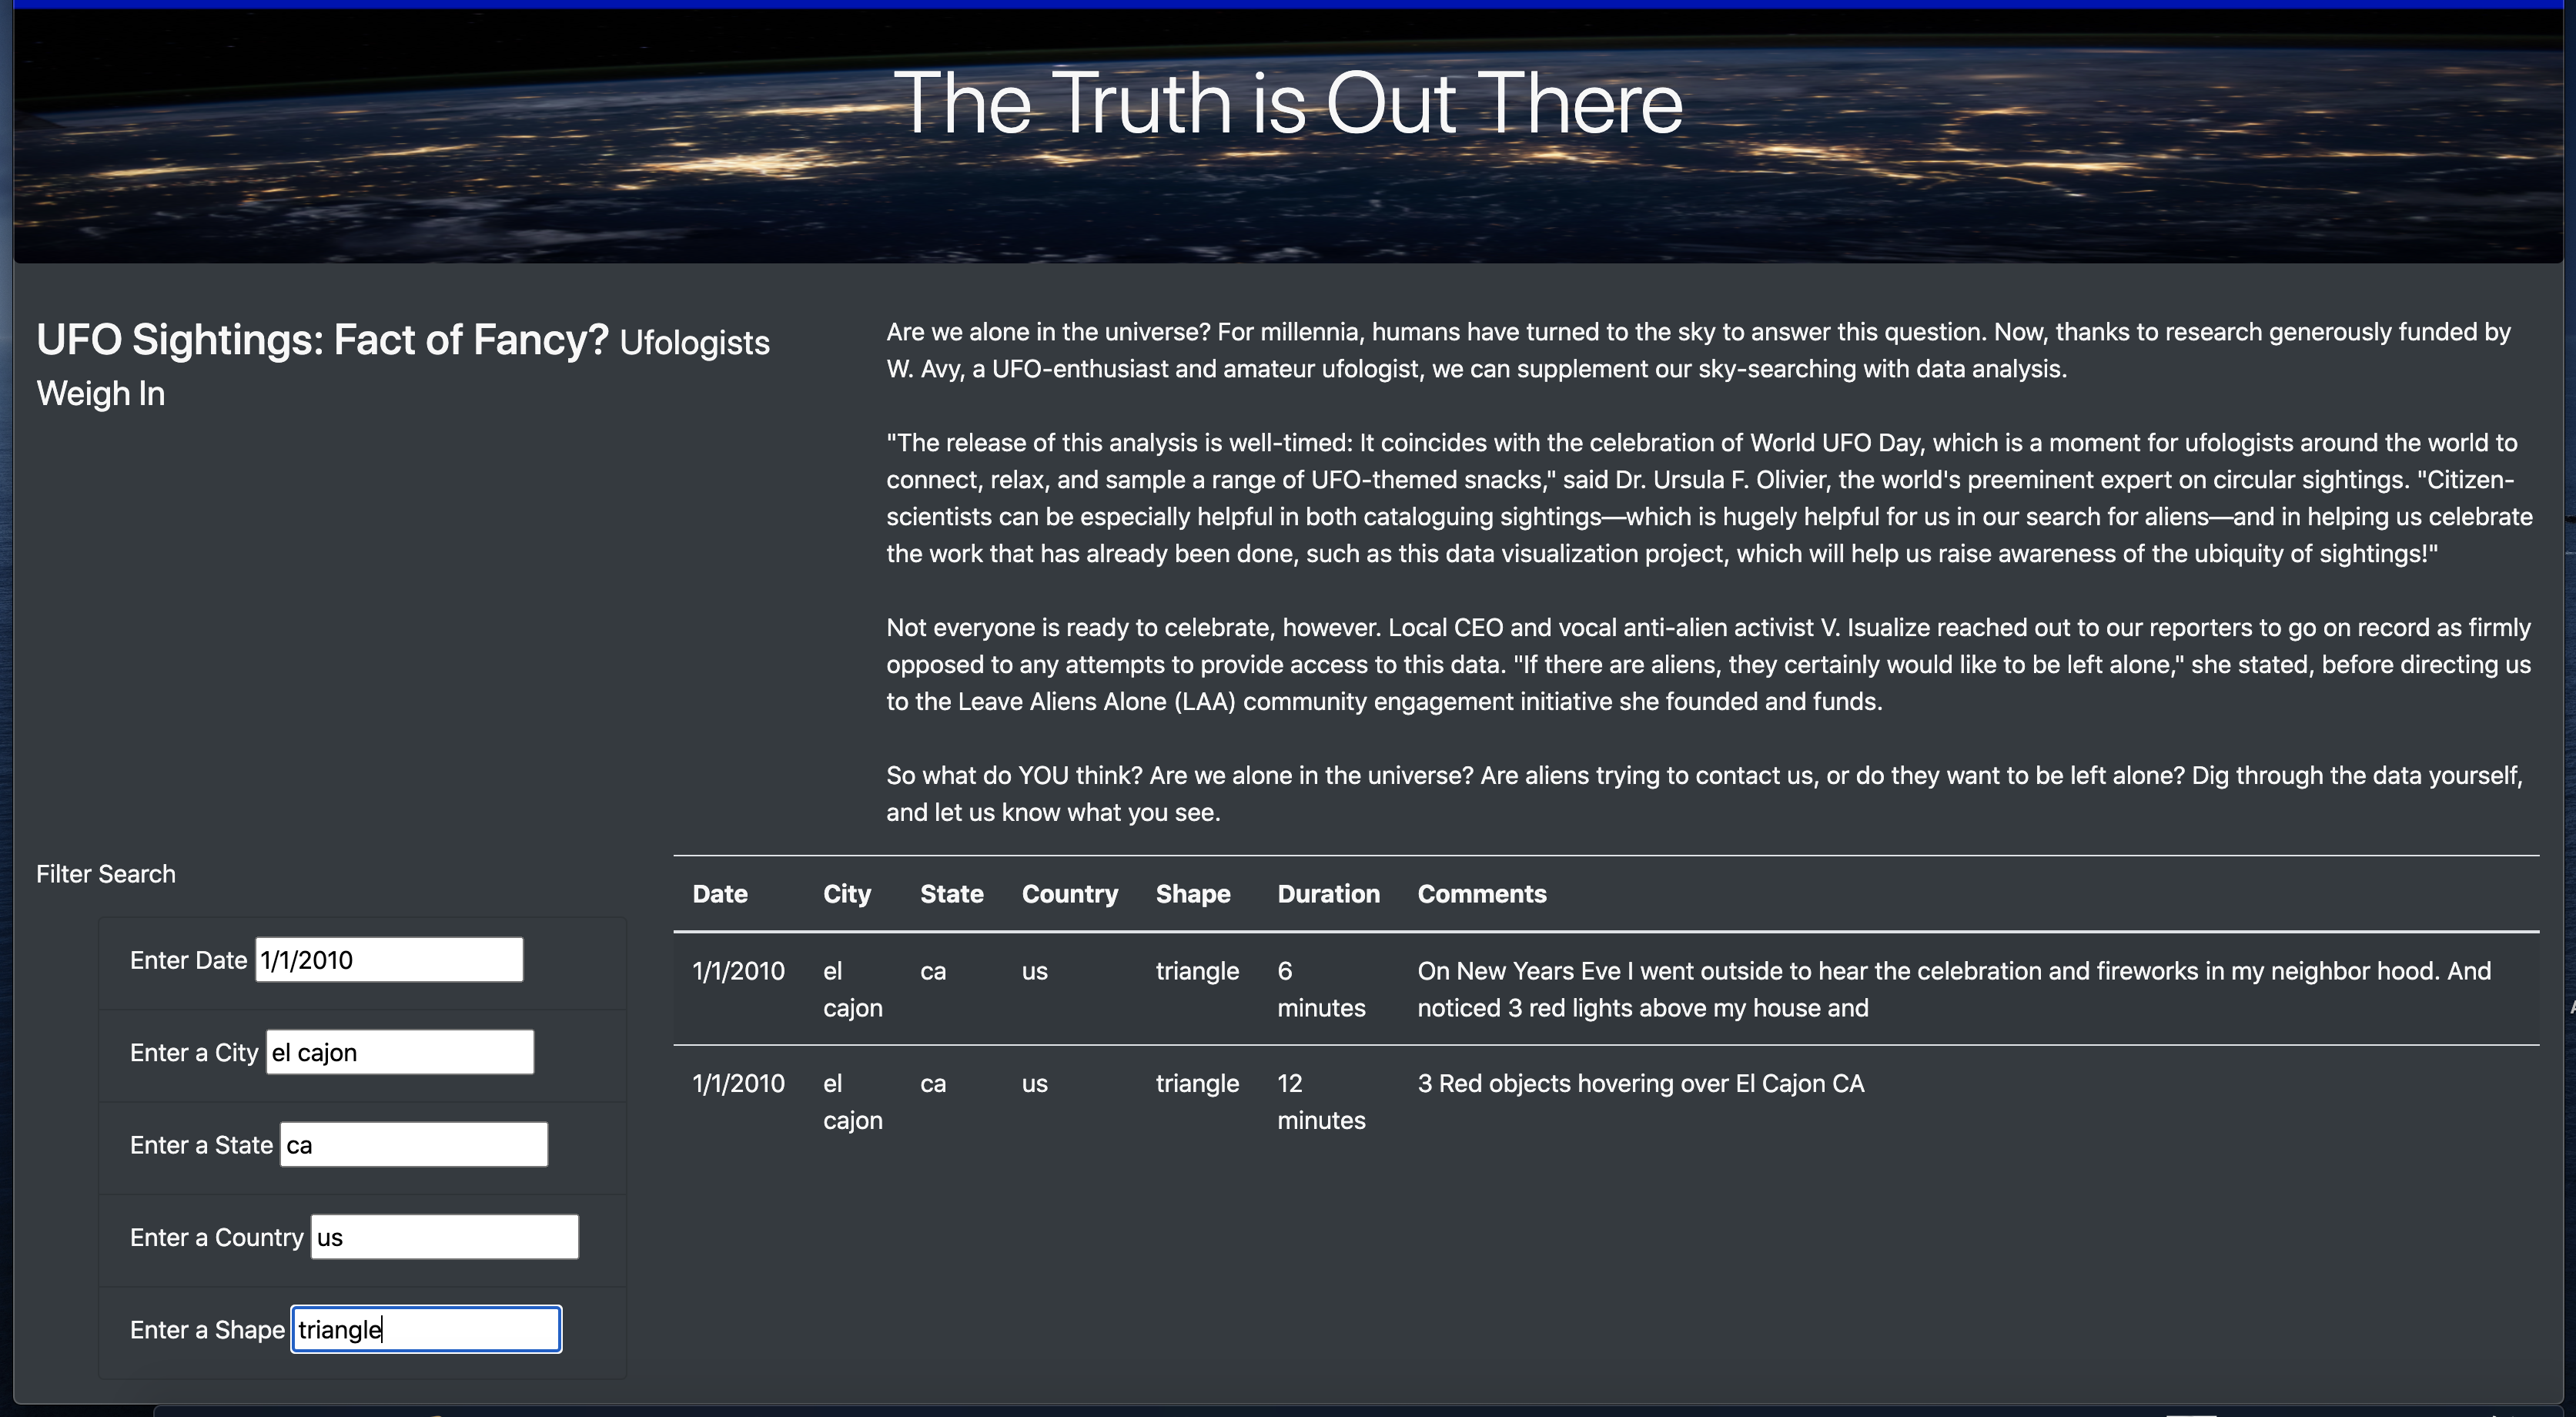 The Truth is Out There
UFO Sightings: Fact of Fancy? Ufologists
Weigh In
Are we alone in the universe? For millennia, humans have turned to the sky to answer this question. Now, thanks to research generously funded by
W. Avy, a UFO-enthusiast and amateur ufologist, we can supplement our sky-searching with data analysis.
"The release of this analysis is well-timed: It coincides with the celebration of World UFO Day, which is a moment for ufologists around the world to
connect, relax, and sample a range of UFO-themed snacks," said Dr. Ursula F. Olivier, the world's preeminent expert on circular sightings. "Citizen-
scientists can be especially helpful in both cataloguing sightings—which is hugely helpful for us in our search for aliens—and in helping us celebrate
the work that has already been done, such as this data visualization project, which will help us raise awareness of the ubiquity of sightings!"
Not everyone is ready to celebrate, however. Local CEO and vocal anti-alien activist V. Isualize reached out to our reporters to go on record as firmly
opposed to any attempts to provide access to this data. "If there are aliens, they certainly would like to be left alone," she stated, before directing us
to the Leave Aliens Alone (LAA) community engagement initiative she founded and funds.
So what do YOU think? Are we alone in the universe? Are aliens trying to contact us, or do they want to be left alone? Dig through the data yourself,
and let us know what you see.
Filter Search
Enter Date 1/1/2010
Enter a City el cajon
Enter a State ca
Enter a Country us
Enter a Shape triangle
Date City State Country Shape Duration Comments
1/1/2010 el ca us triangle 6 On New Years Eve I went outside to hear the celebration and fireworks in my neighbor hood. And
cajon minutes noticed 3 red lights above my house and
1/1/2010 el ca us triangle 12 3 Red objects hovering over El Cajon CA
cajon minutes